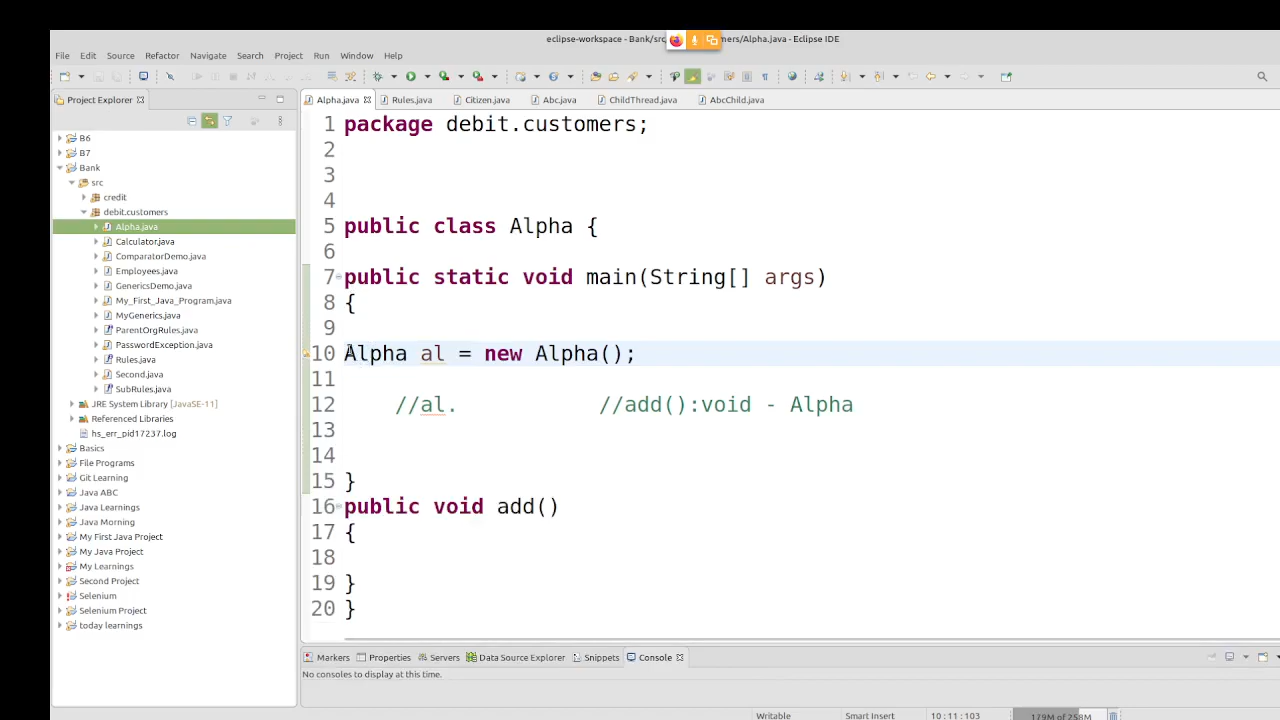 eclipse-workspace - Bank/src mers/Alpha.java - Eclipse IDE
File Edit Source Refactor Navigate Search Project Run Window Help
Project Explorer
Alpha.java Rules.java Citizen.java Abc.java ChildThread.java AbcChild.java
B6
B7
Bank
src
credit
debit.customers
Alpha.java
Calculator.java
ComparatorDemo.java
Employees.java
GenericsDemo.java
My_First_Java_Program.java
MyGenerics.java
ParentOrgRules.java
PasswordException.java
Rules.java
Second.java
SubRules.java
JRE System Library [JavaSE-11]
Referenced Libraries
hs_err_pid17237.log
Basics
File Programs
Git Learning
Java ABC
Java Learnings
Java Morning
My First Java Project
My Java Project
My Learnings
Second Project
Selenium
Selenium Project
today learnings
1 package debit.customers;
2
3
4
5 public class Alpha {
6
7 public static void main(String[] args)
8 {
9
10 Alpha al = new Alpha();
11
12 //al. //add():void - Alpha
13
14
15 }
16 public void add()
17 {
18
19 }
20 }
Markers Properties Servers Data Source Explorer Snippets Console
No consoles to display at this time.
Writable Smart Insert 10 : 11 : 103 179M of 258M